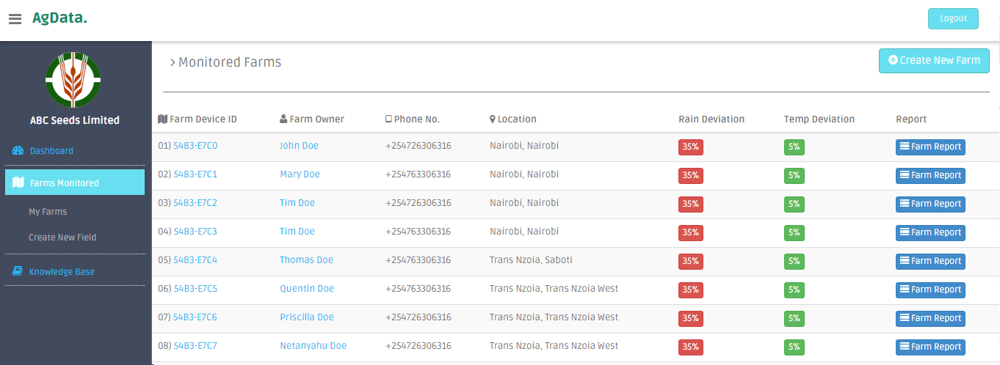 AgData.
Logout
ABC Seeds Limited
Dashboard
Farms Monitored
My Farms
Create New Field
Knowledge Base
> Monitored Farms
Create New Farm
Farm Device ID Farm Owner Phone No. Location Rain Deviation Temp Deviation Report
01) 54B3-E7C0 John Doe +254726306316 Nairobi, Nairobi 35% 5% Farm Report
02) 54B3-E7C1 Mary Doe +254763306316 Nairobi, Nairobi 35% 5% Farm Report
03) 54B3-E7C2 Tim Doe +254763306316 Nairobi, Nairobi 35% 5% Farm Report
04) 54B3-E7C3 Tim Doe +254763306316 Nairobi, Nairobi 35% 5% Farm Report
05) 54B3-E7C4 Thomas Doe +254763306316 Trans Nzoia, Saboti 35% 5% Farm Report
06) 54B3-E7C5 Quentin Doe +254763306316 Trans Nzoia, Trans Nzoia West 35% 5% Farm Report
07) 54B3-E7C6 Priscilla Doe +254726306316 Trans Nzoia, Trans Nzoia West 35% 5% Farm Report
08) 54B3-E7C7 Netanyahu Doe +254726306316 Trans Nzoia, Trans Nzoia West 35% 5% Farm Report